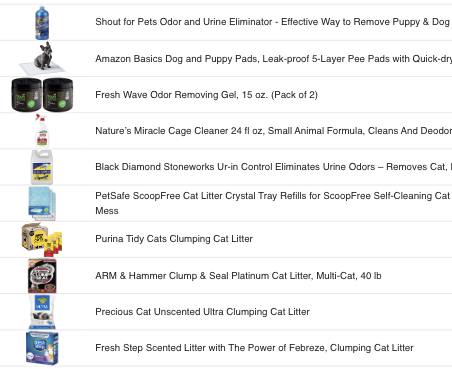 Shout for Pets Odor and Urine Eliminator - Effective Way to Remove Puppy & Dog
Amazon Basics Dog and Puppy Pads, Leak-proof 5-Layer Pee Pads with Quick-dry
Fresh Wave Odor Removing Gel, 15 oz. (Pack of 2)
Nature's Miracle Cage Cleaner 24 fl oz, Small Animal Formula, Cleans And Deodor
Black Diamond Stoneworks Ur-in Control Eliminates Urine Odors – Removes Cat,
PetSafe ScoopFree Cat Litter Crystal Tray Refills for ScoopFree Self-Cleaning Cat
Mess
Purina Tidy Cats Clumping Cat Litter
ARM & Hammer Clump & Seal Platinum Cat Litter, Multi-Cat, 40 lb
Precious Cat Unscented Ultra Clumping Cat Litter
Fresh Step Scented Litter with The Power of Febreze, Clumping Cat Litter